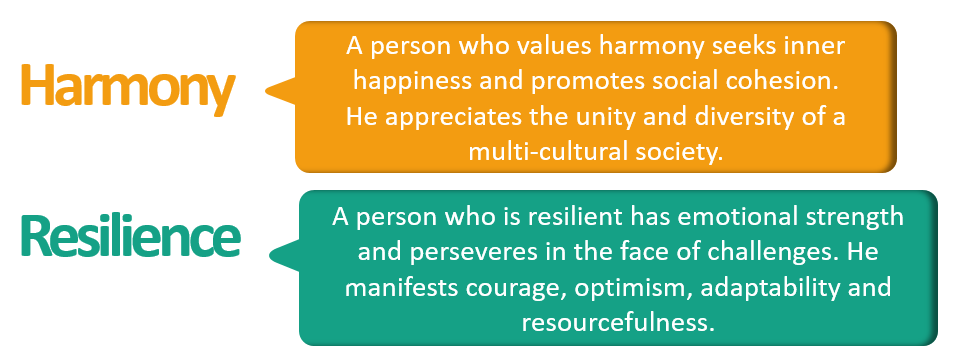 Harmony
A person who values harmony seeks inner
happiness and promotes social cohesion.
He appreciates the unity and diversity of a
multi-cultural society.
Resilience
A person who is resilient has emotional strength
and perseveres in the face of challenges. He
manifests courage, optimism, adaptability and
resourcefulness.